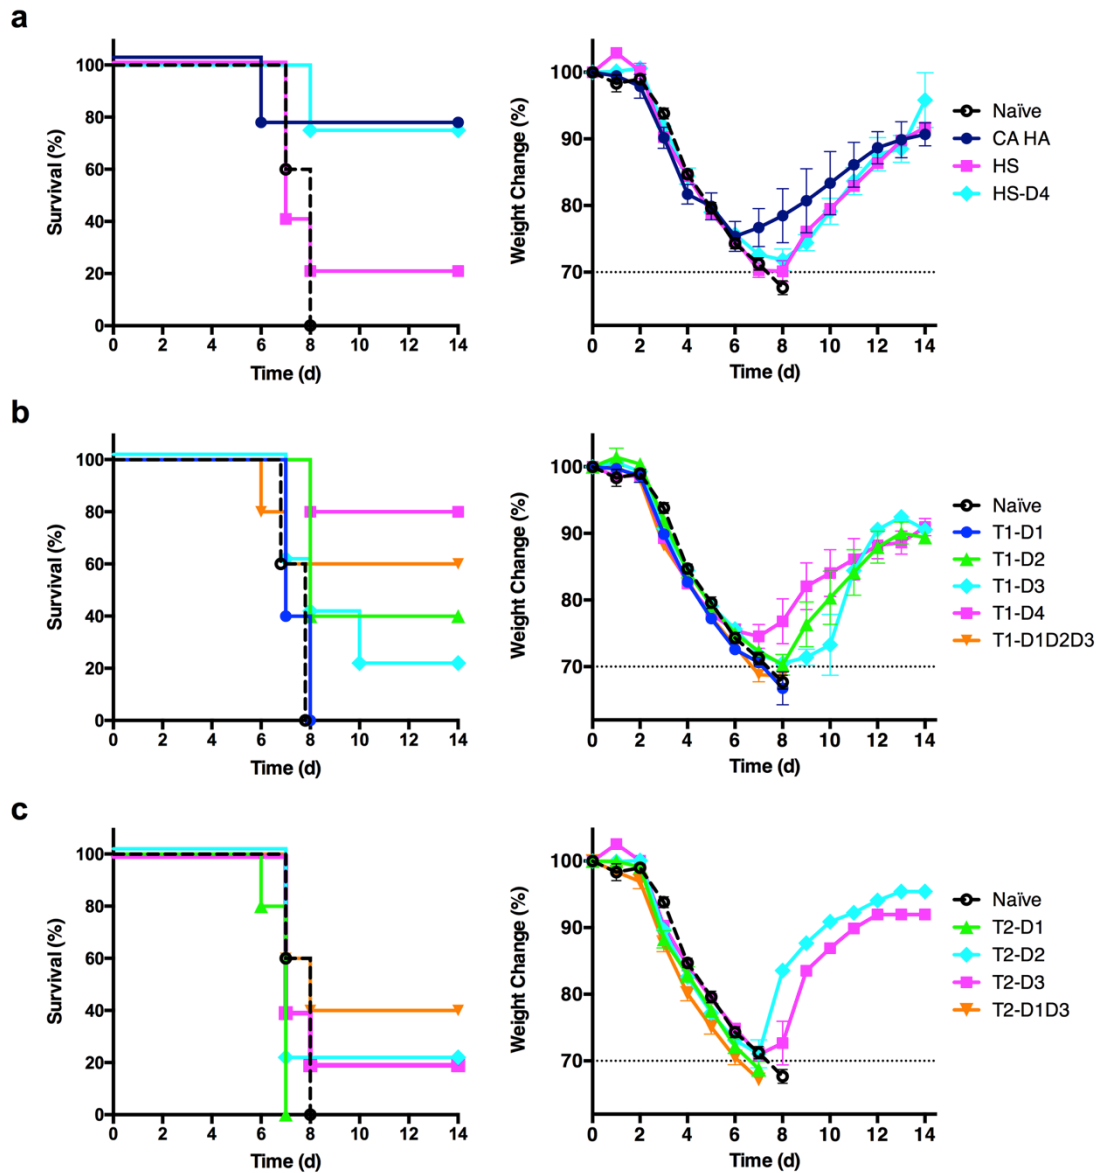 a
Survival (%)
100
80
60
40
20
0
0 2 4 6 8 10 12 14
Time (d)
Weight Change (%)
100
90
80
70
0 2 4 6 8 10 12 14
Time (d)
Naïve
CA HA
HS
HS-D4
b
Survival (%)
100
80
60
40
20
0
0 2 4 6 8 10 12 14
Time (d)
Weight Change (%)
100
90
80
70
0 2 4 6 8 10 12 14
Time (d)
Naïve
T1-D1
T1-D2
T1-D3
T1-D4
T1-D1D2D3
c
Survival (%)
100
80
60
40
20
0
0 2 4 6 8 10 12 14
Time (d)
Weight Change (%)
100
90
80
70
0 2 4 6 8 10 12 14
Time (d)
Naïve
T2-D1
T2-D2
T2-D3
T2-D1D3